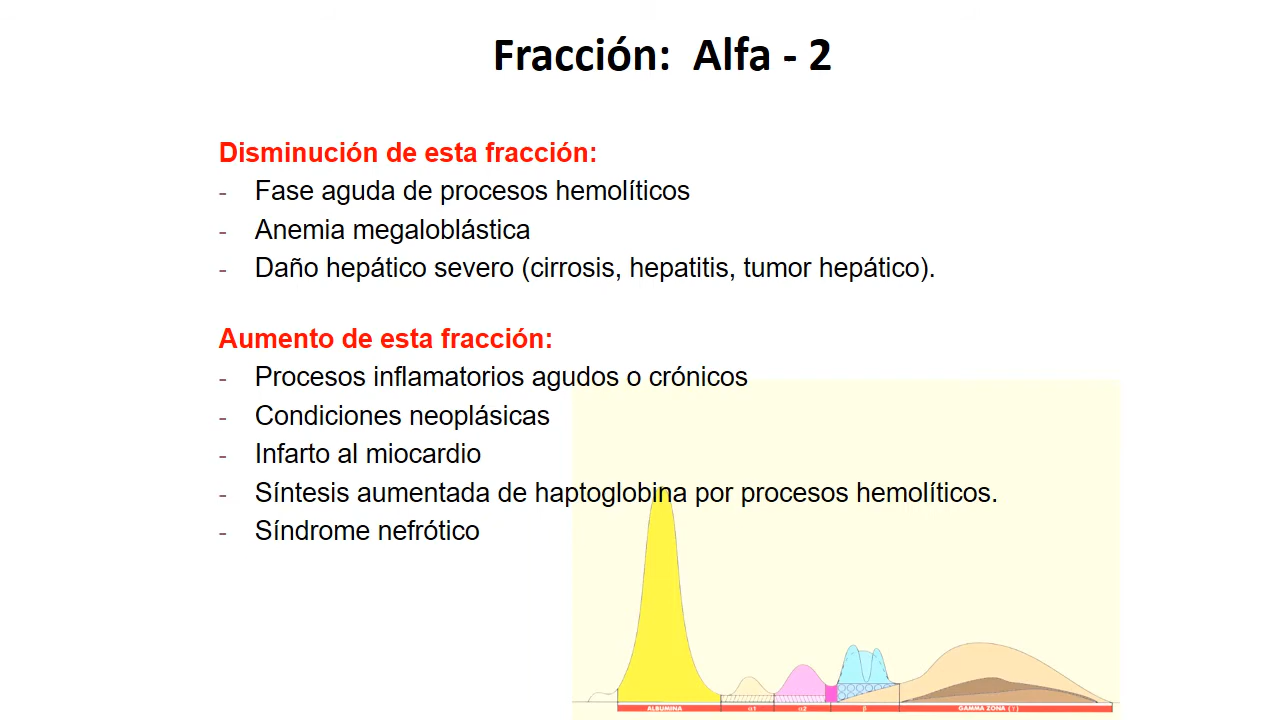 Fracción:  Alfa - 2
Disminución de esta fracción:
- Fase aguda de procesos hemolíticos
- Anemia megaloblástica
- Daño hepático severo (cirrosis, hepatitis, tumor hepático).
Aumento de esta fracción:
- Procesos inflamatorios agudos o crónicos
- Condiciones neoplásicas
- Infarto al miocardio
- Síntesis aumentada de haptoglobina por procesos hemolíticos.
- Síndrome nefrótico
ALBUMINA α1 α2 β GAMMA ZONA (γ)